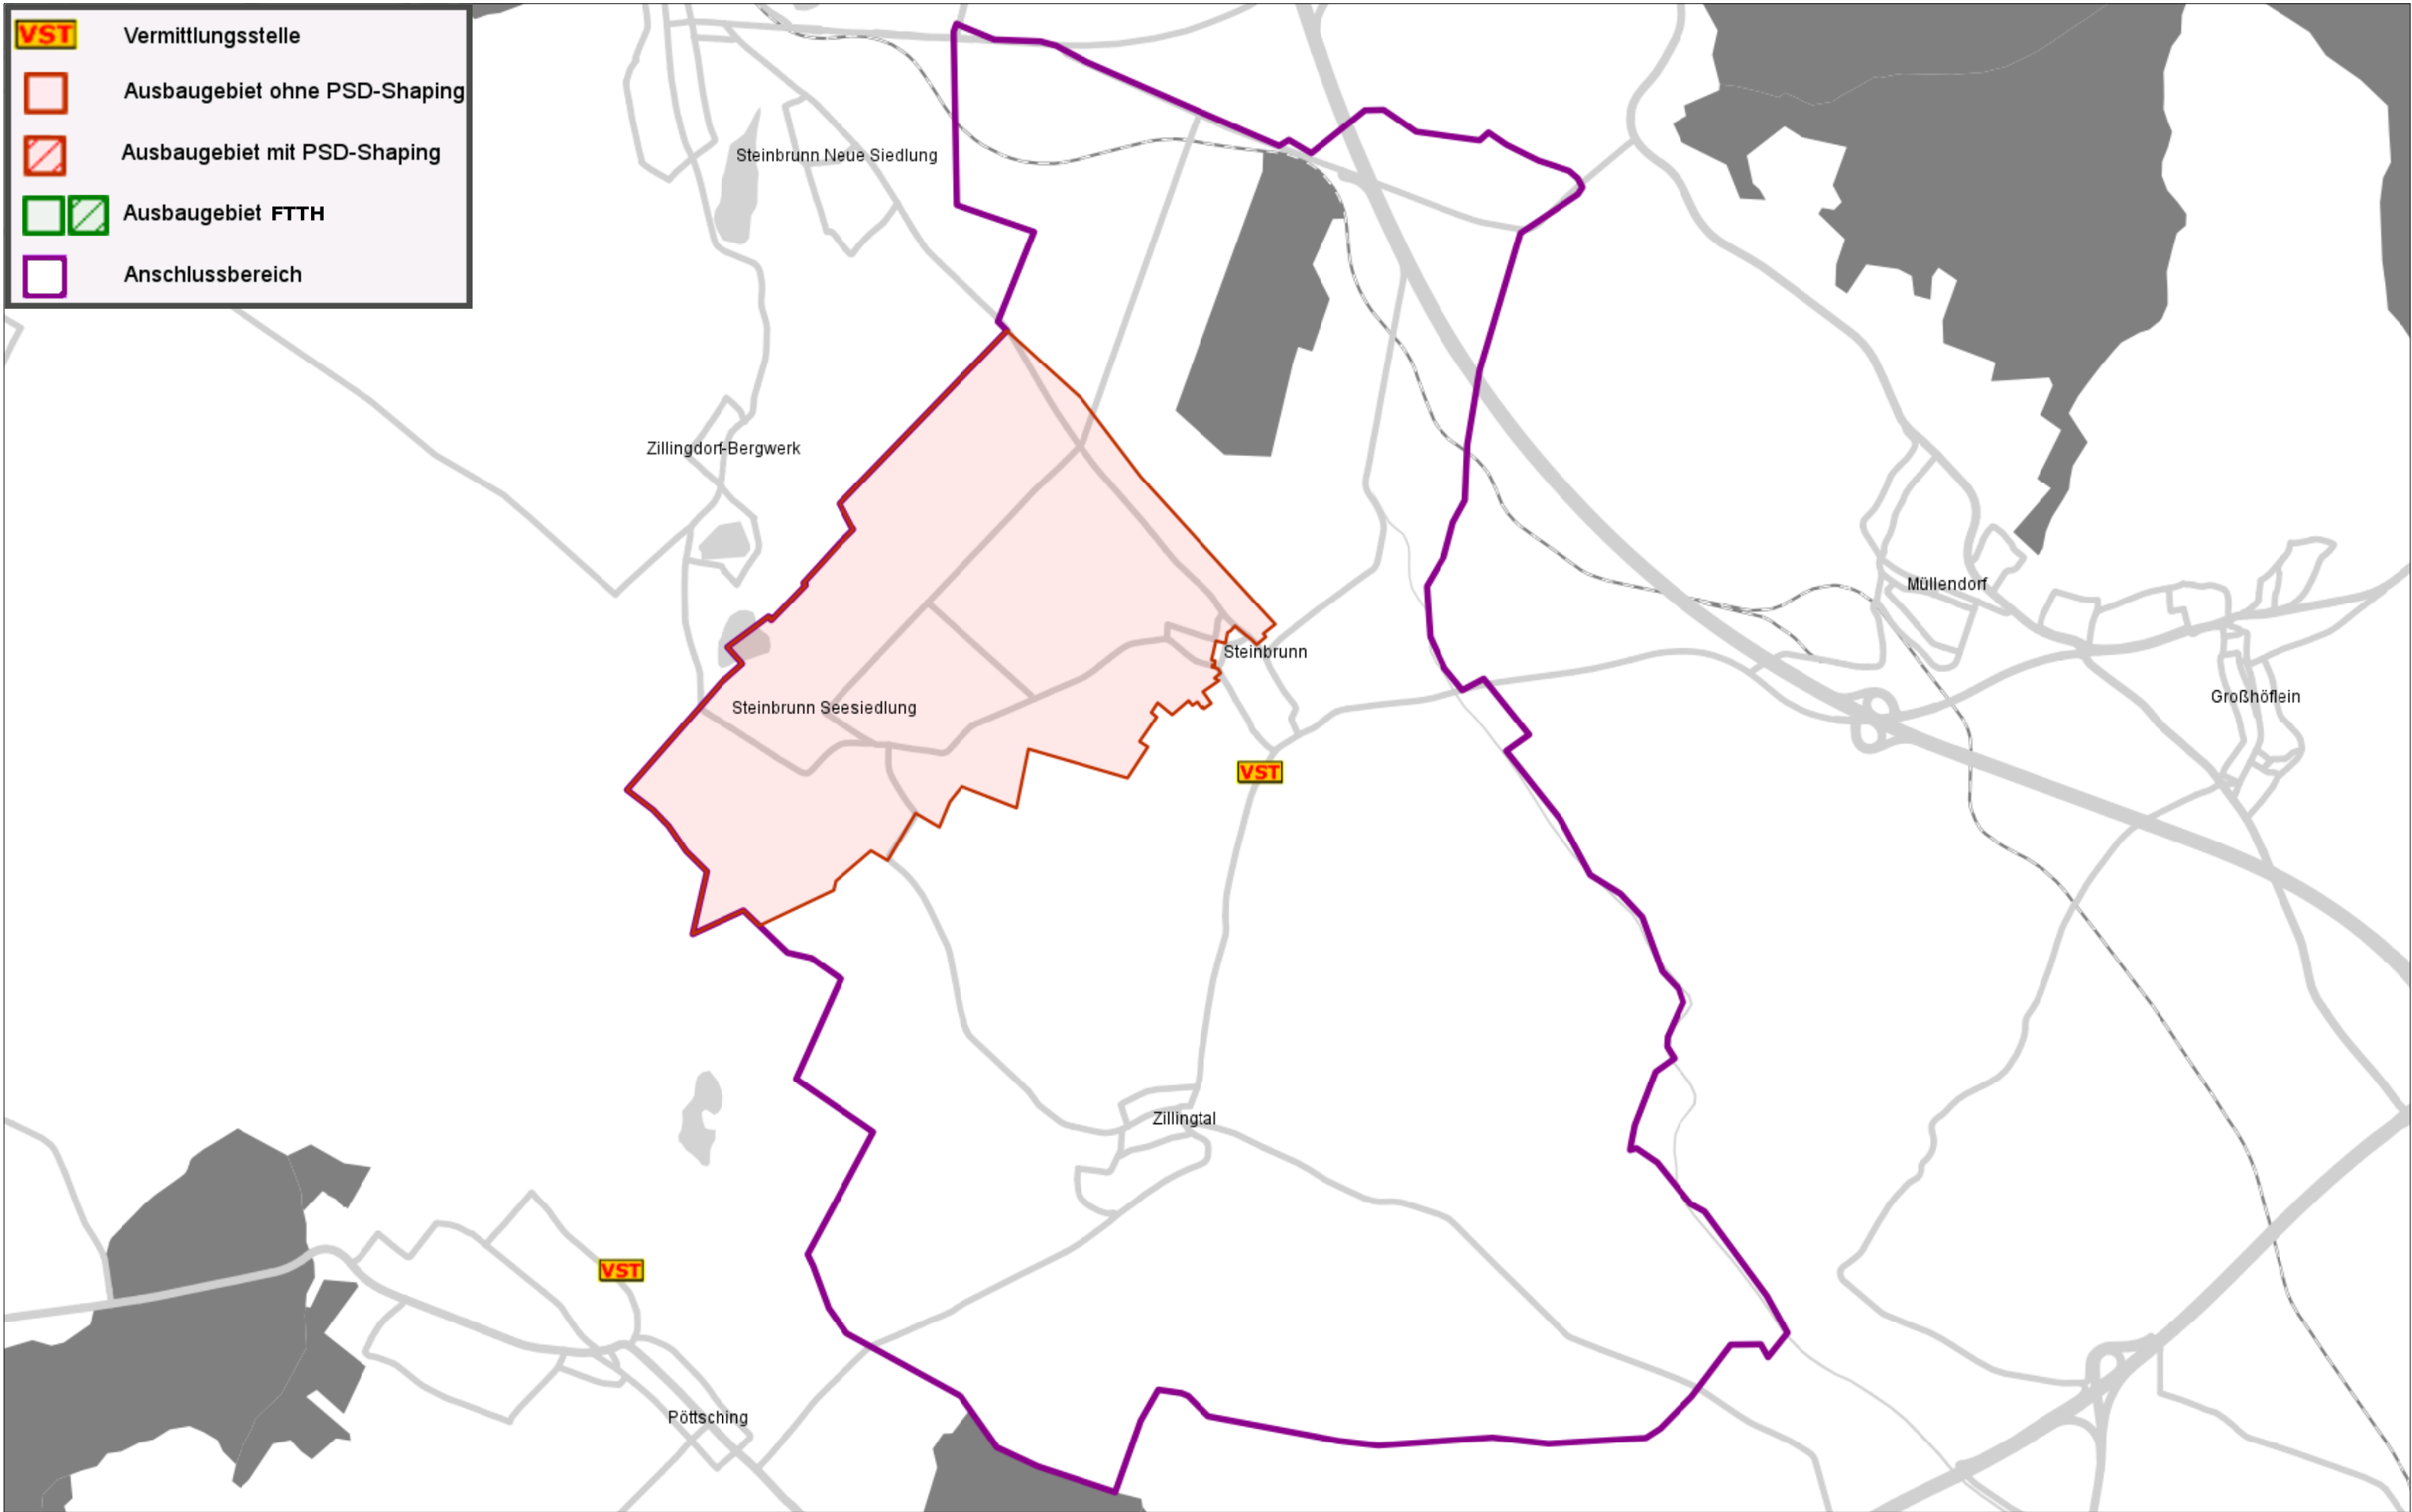 VST Vermittlungsstelle
Ausbaugebiet ohne PSD-Shaping
Ausbaugebiet mit PSD-Shaping
Ausbaugebiet FTTH
Anschlussbereich
Steinbrunn Neue Siedlung
Zillingdorf-Bergwerk
Müllendorf
Steinbrunn
Großhöflein
Steinbrunn Seesiedlung
VST
Zillingtal
VST
Pöttsching